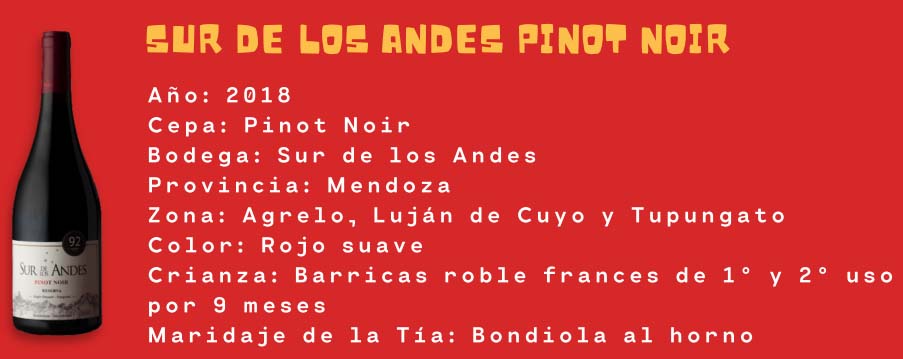 SUR DE LOS ANDES PINOT NOIR
Año: 2018
Cepa: Pinot Noir
Bodega: Sur de los Andes
Provincia: Mendoza
Zona: Agrelo, Luján de Cuyo y Tupungato
Color: Rojo suave
Crianza: Barricas roble frances de 1° y 2° uso
por 9 meses
Maridaje de la Tía: Bondiola al horno
92
SUR DE LOS ANDES
PINOT NOIR
RESERVA